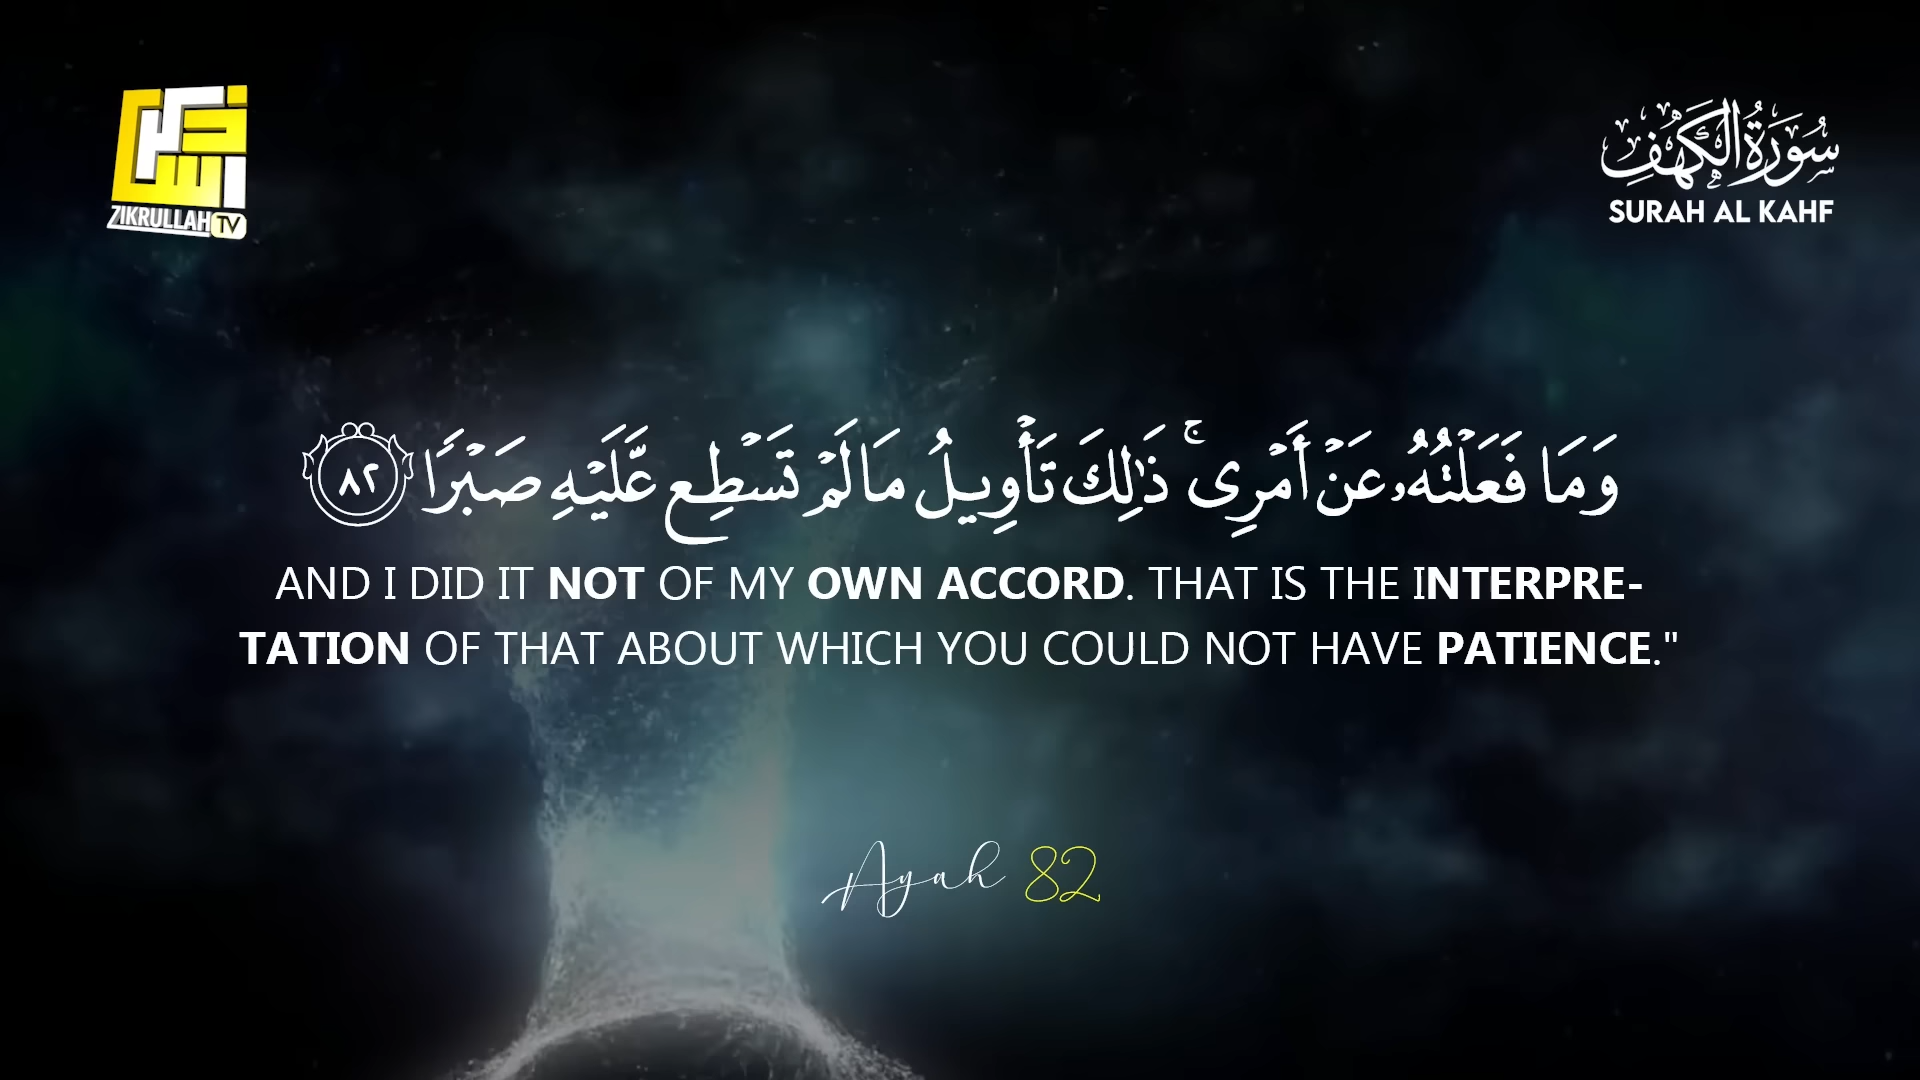 ZIKRULLAH TV
سُورَةُ الكَهْفِ
SURAH AL KAHF
وَمَا فَعَلْتُهُۥ عَنْ أَمْرِى ۚ ذَٰلِكَ تَأْوِيلُ مَا لَمْ تَسْطِع عَّلَيْهِ صَبْرًا ٨٢
AND I DID IT NOT OF MY OWN ACCORD. THAT IS THE INTERPRE-
TATION OF THAT ABOUT WHICH YOU COULD NOT HAVE PATIENCE."
Ayah 82